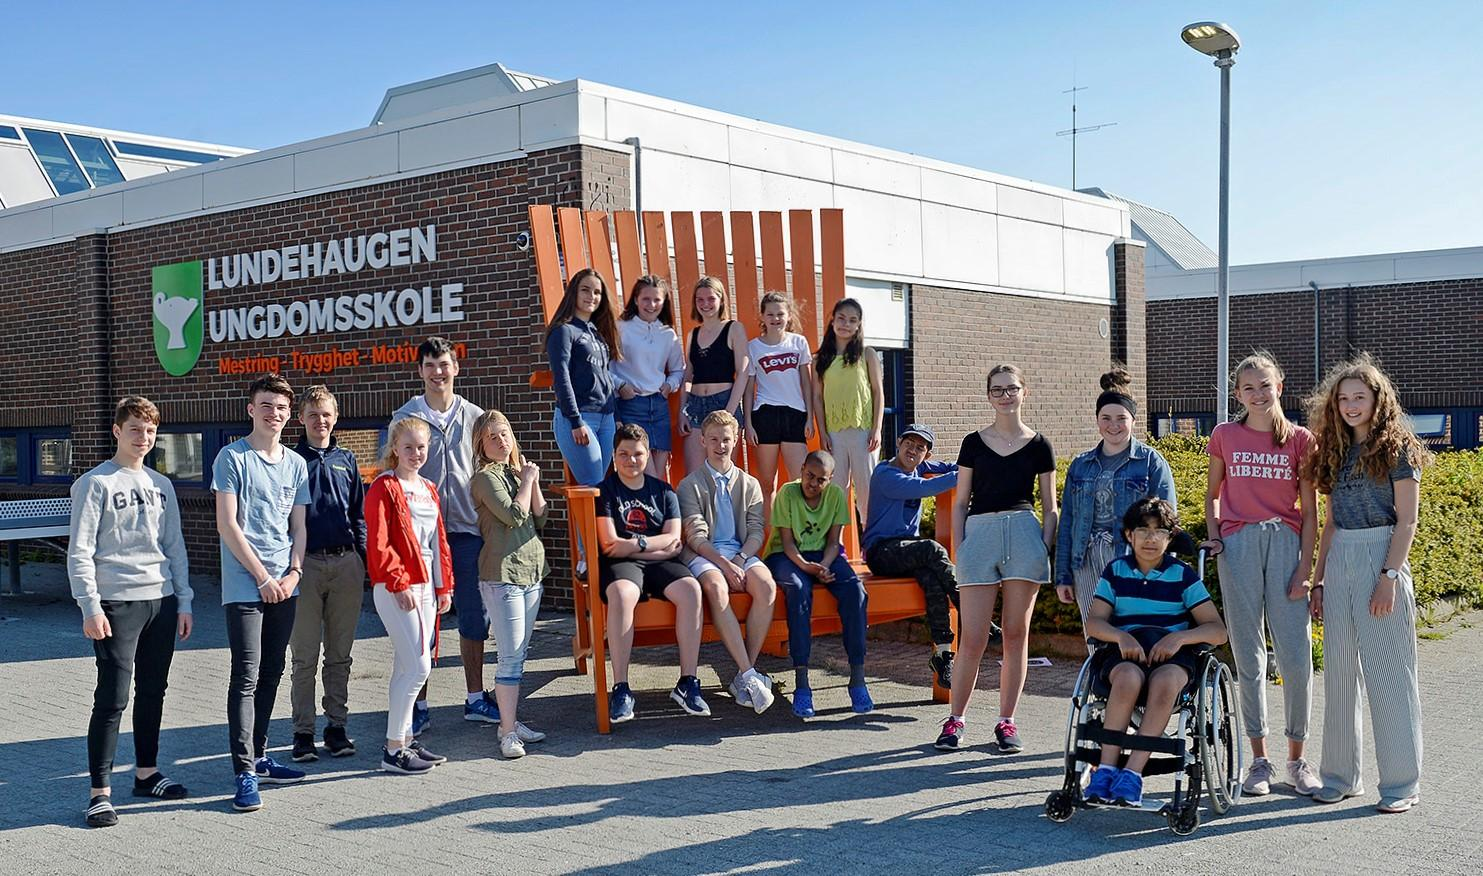 LUNDEHAUGEN
UNGDOMSSKOLE
Mestring - Trygghet - Motiv
GANT
Levi's
FEMME
LIBERTÉ